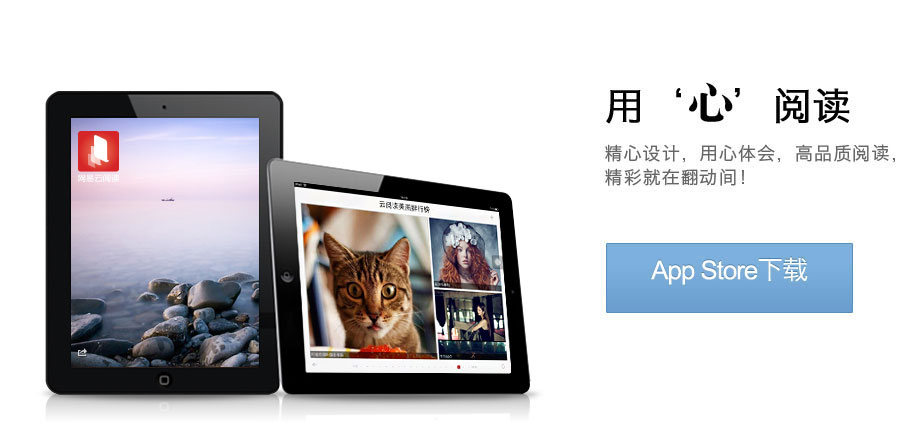 用‘心’阅读
精心设计，用心体会，高品质阅读，
精彩就在翻动间！
App Store下载
网易云阅读
云阅读美图排行榜